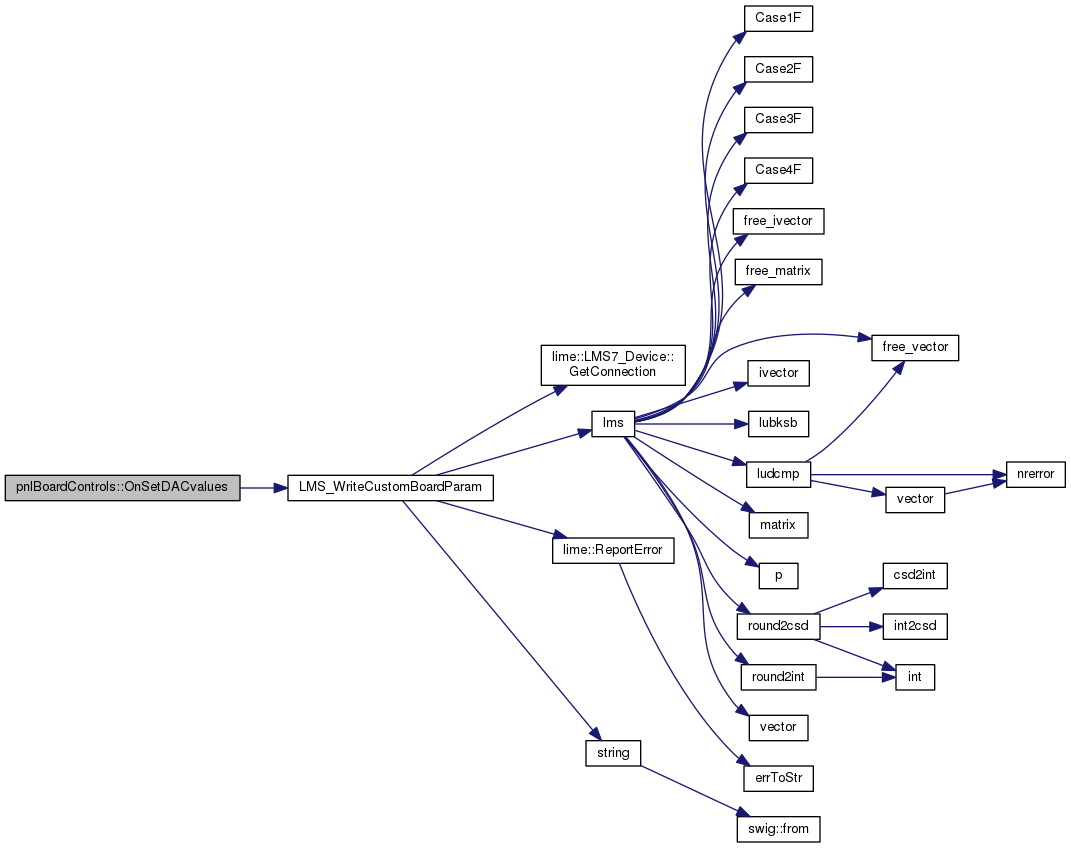 Case1F
Case2F
Case3F
Case4F
free_ivector
free_matrix
free_vector
lime::LMS7_Device::
GetConnection
ivector
lms
lubksb
ludcmp
nrerror
pnlBoardControls::OnSetDACvalues
LMS_WriteCustomBoardParam
vector
matrix
lime::ReportError
p
csd2int
round2csd
int2csd
round2int
int
vector
string
errToStr
swig::from